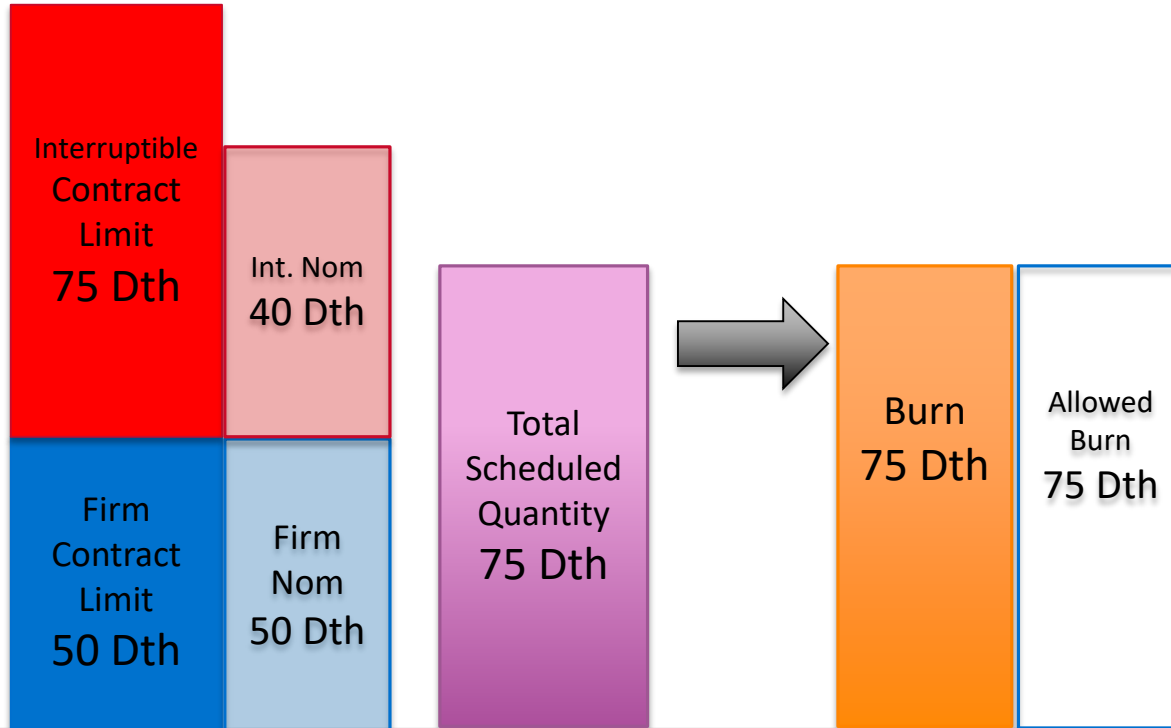 Interruptible
Contract
Limit
75 Dth
Int. Nom
40 Dth
Firm
Contract
Limit
50 Dth
Firm
Nom
50 Dth
Total
Scheduled
Quantity
75 Dth
Burn
75 Dth
Allowed
Burn
75 Dth